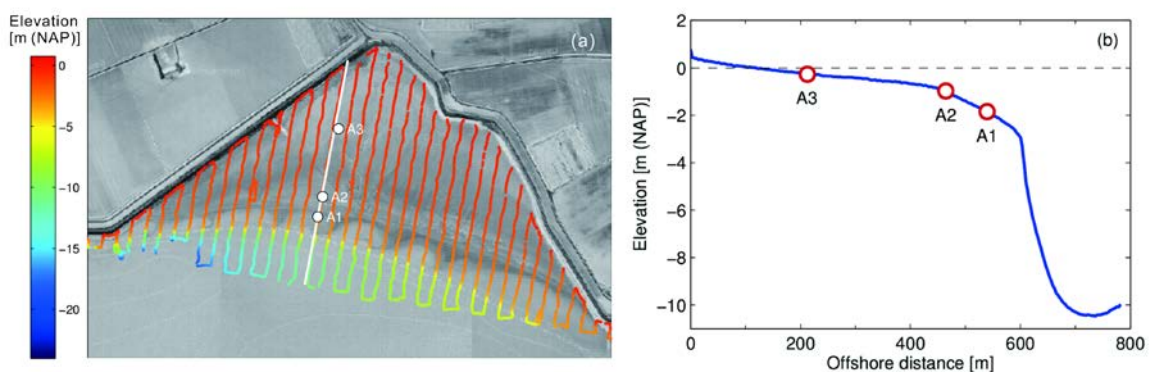 Elevation
[m (NAP)]
0
−5
−10
−15
−20
(a)
A3
A2
A1
Elevation [m (NAP)]
2
0
−2
−4
−6
−8
−10
(b)
A3
A2
A1
0
200
400
600
800
Offshore distance [m]